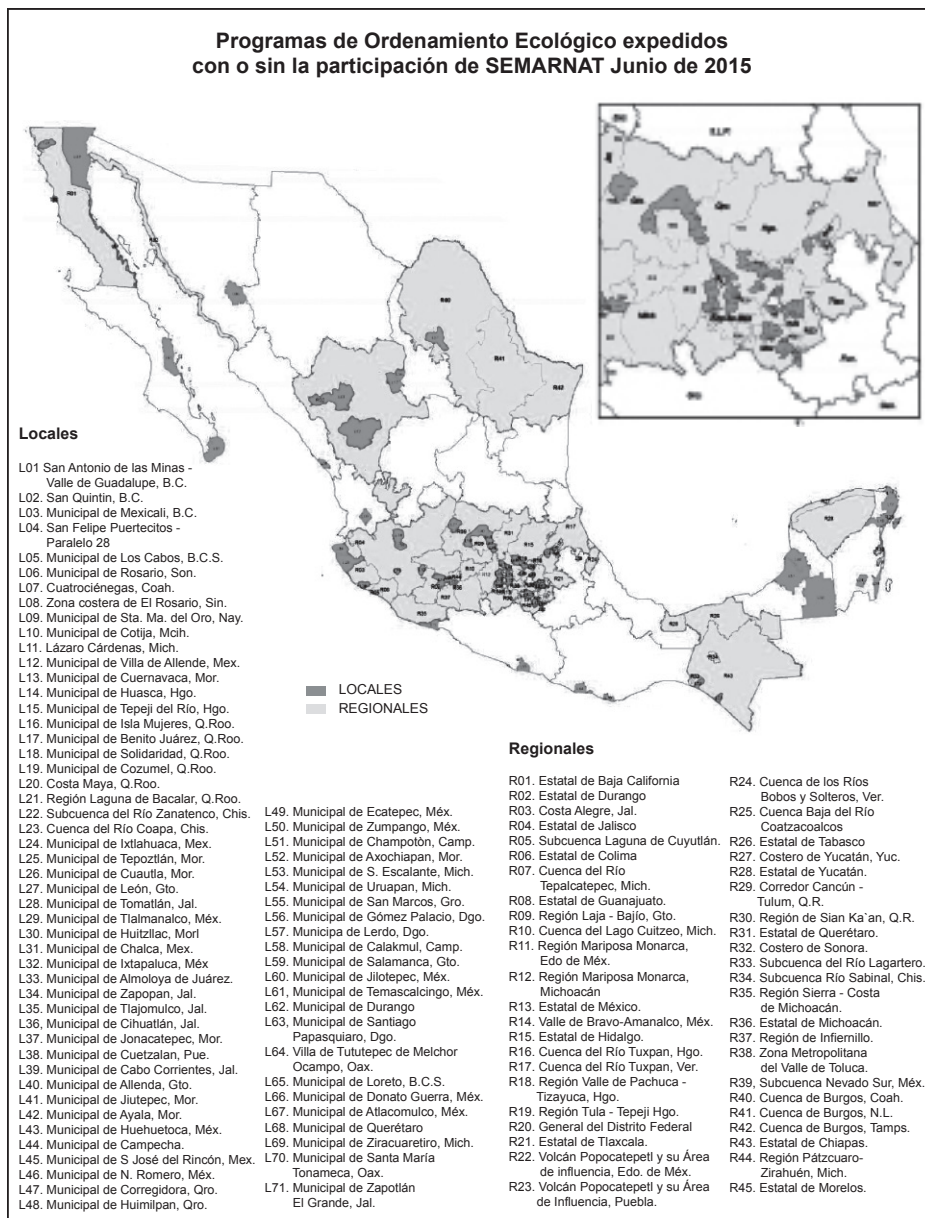 Programas de Ordenamiento Ecológico expedidos
con o sin la participación de SEMARNAT Junio de 2015
Locales
L01 San Antonio de las Minas -
Valle de Guadalupe, B.C.
L02. San Quintin, B.C.
L03. Municipal de Mexicali, B.C.
L04. San Felipe Puertecitos -
Paralelo 28
L05. Municipal de Los Cabos, B.C.S.
L06. Municipal de Rosario, Son.
L07. Cuatrociénegas, Coah.
L08. Zona costera de El Rosario, Sin.
L09. Municipal de Sta. Ma. del Oro, Nay.
L10. Municipal de Cotija, Mcih.
L11. Lázaro Cárdenas, Mich.
L12. Municipal de Villa de Allende, Mex.
L13. Municipal de Cuernavaca, Mor.
L14. Municipal de Huasca, Hgo.
L15. Municipal de Tepeji del Río, Hgo.
L16. Municipal de Isla Mujeres, Q.Roo.
L17. Municipal de Benito Juárez, Q.Roo.
L18. Municipal de Solidaridad, Q.Roo.
L19. Municipal de Cozumel, Q.Roo.
L20. Costa Maya, Q.Roo.
L21. Región Laguna de Bacalar, Q.Roo.
L22. Subcuenca del Río Zanatenco, Chis.
L23. Cuenca del Río Coapa, Chis.
L24. Municipal de Ixtlahuaca, Mex.
L25. Municipal de Tepoztlán, Mor.
L26. Municipal de Cuautla, Mor.
L27. Municipal de León, Gto.
L28. Municipal de Tomatlán, Jal.
L29. Municipal de Tlalmanalco, Méx.
L30. Municipal de Huitzllac, Morl
L31. Municipal de Chalca, Mex.
L32. Municipal de Ixtapaluca, Méx
L33. Municipal de Almoloya de Juárez.
L34. Municipal de Zapopan, Jal.
L35. Municipal de Tlajomulco, Jal.
L36. Municipal de Cihuatlán, Jal.
L37. Municipal de Jonacatepec, Mor.
L38. Municipal de Cuetzalan, Pue.
L39. Municipal de Cabo Corrientes, Jal.
L40. Municipal de Allenda, Gto.
L41. Municipal de Jiutepec, Mor.
L42. Municipal de Ayala, Mor.
L43. Municipal de Huehuetoca, Méx.
L44. Municipal de Campecha.
L45. Municipal de S José del Rincón, Mex.
L46. Municipal de N. Romero, Méx.
L47. Municipal de Corregidora, Qro.
L48. Municipal de Huimilpan, Qro.
LOCALES
REGIONALES
L49. Municipal de Ecatepec, Méx.
L50. Municipal de Zumpango, Méx.
L51. Municipal de Champotòn, Camp.
L52. Municipal de Axochiapan, Mor.
L53. Municipal de S. Escalante, Mich.
L54. Municipal de Uruapan, Mich.
L55. Municipal de San Marcos, Gro.
L56. Municipal de Gómez Palacio, Dgo.
L57. Municipa de Lerdo, Dgo.
L58. Municipal de Calakmul, Camp.
L59. Municipal de Salamanca, Gto.
L60. Municipal de Jilotepec, Méx.
L61, Municipal de Temascalcingo, Méx.
L62. Municipal de Durango
L63, Municipal de Santiago
Papasquiaro, Dgo.
L64. Villa de Tututepec de Melchor
Ocampo, Oax.
L65. Municipal de Loreto, B.C.S.
L66. Municipal de Donato Guerra, Méx.
L67. Municipal de Atlacomulco, Méx.
L68. Municipal de Querétaro
L69. Municipal de Ziracuaretiro, Mich.
L70. Municipal de Santa María
Tonameca, Oax.
L71. Municipal de Zapotlán
El Grande, Jal.
Regionales
R01. Estatal de Baja California
R02. Estatal de Durango
R03. Costa Alegre, Jal.
R04. Estatal de Jalisco
R05. Subcuenca Laguna de Cuyutlán.
R06. Estatal de Colima
R07. Cuenca del Río
Tepalcatepec, Mich.
R08. Estatal de Guanajuato.
R09. Región Laja - Bajío, Gto.
R10. Cuenca del Lago Cuitzeo, Mich.
R11. Región Mariposa Monarca,
Edo de Méx.
R12. Región Mariposa Monarca,
Michoacán
R13. Estatal de México.
R14. Valle de Bravo-Amanalco, Méx.
R15. Estatal de Hidalgo.
R16. Cuenca del Río Tuxpan, Hgo.
R17. Cuenca del Río Tuxpan, Ver.
R18. Región Valle de Pachuca -
Tizayuca, Hgo.
R19. Región Tula - Tepeji Hgo.
R20. General del Distrito Federal
R21. Estatal de Tlaxcala.
R22. Volcán Popocatepetl y su Área
de influencia, Edo. de Méx.
R23. Volcán Popocatepetl y su Área
de Influencia, Puebla.
R24. Cuenca de los Ríos
Bobos y Solteros, Ver.
R25. Cuenca Baja del Río
Coatzacoalcos
R26. Estatal de Tabasco
R27. Costero de Yucatán, Yuc.
R28. Estatal de Yucatán.
R29. Corredor Cancún -
Tulum, Q.R.
R30. Región de Sian Ka`an, Q.R.
R31. Estatal de Querétaro.
R32. Costero de Sonora.
R33. Subcuenca del Río Lagartero.
R34. Subcuenca Río Sabinal, Chis.
R35. Región Sierra - Costa
de Michoacán.
R36. Estatal de Michoacán.
R37. Región de Infiernillo.
R38. Zona Metropolitana
del Valle de Toluca.
R39, Subcuenca Nevado Sur, Méx.
R40. Cuenca de Burgos, Coah.
R41. Cuenca de Burgos, N.L.
R42. Cuenca de Burgos, Tamps.
R43. Estatal de Chiapas.
R44. Región Pátzcuaro-
Zirahuén, Mich.
R45. Estatal de Morelos.